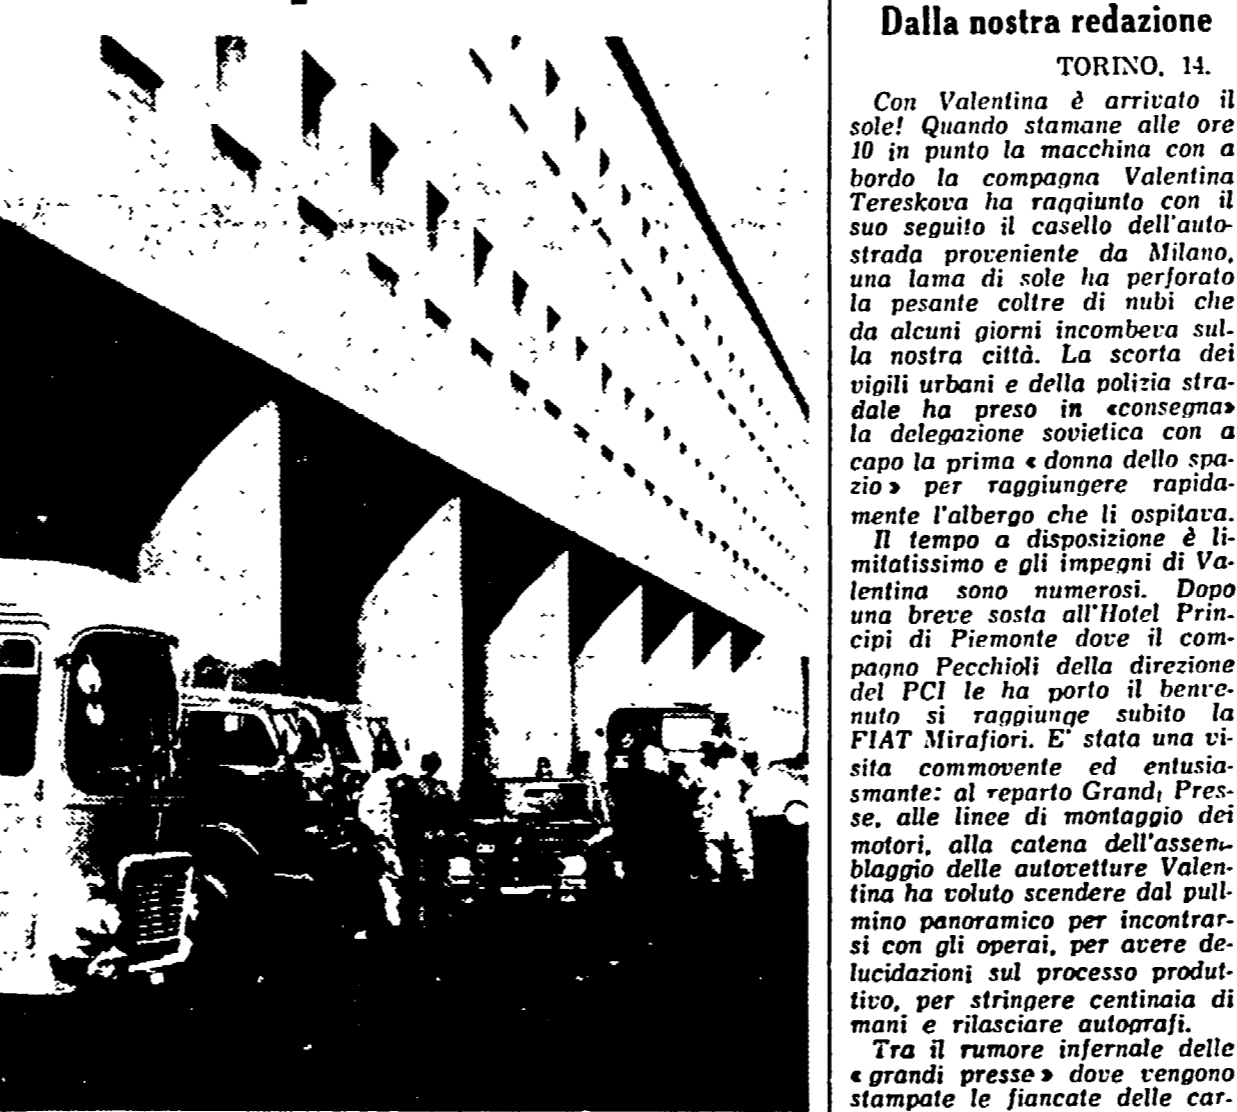 Dalla nostra redazione
TORINO, 14.
Con Valentina è arrivato il
sole! Quando stamane alle ore
10 in punto la macchina con a
bordo la compagna Valentina
Tereskova ha raggiunto con il
suo seguito il casello dell'auto-
strada proveniente da Milano,
una lama di sole ha perforato
la pesante coltre di nubi che
da alcuni giorni incombeva sul-
la nostra città. La scorta dei
vigili urbani e della polizia stra-
dale ha preso in «consegna»
la delegazione sovietica con a
capo la prima « donna dello spa-
zio » per raggiungere rapida-
mente l'albergo che li ospitava.
Il tempo a disposizione è li-
mitatissimo e gli impegni di Va-
lentina sono numerosi. Dopo
una breve sosta all'Hotel Prin-
cipi di Piemonte dove il com-
pagno Pecchioli della direzione
del PCI le ha porto il benve-
nuto si raggiunge subito la
FIAT Mirafiori. E' stata una vi-
sita commovente ed entusia-
smante: al reparto Grandi Pres-
se, alle linee di montaggio dei
motori, alla catena dell'assem-
blaggio delle autovetture Valen-
tina ha voluto scendere dal pull-
mino panoramico per incontrar-
si con gli operai, per avere de-
lucidazioni sul processo produt-
tivo, per stringere centinaia di
mani e rilasciare autografi.
Tra il rumore infernale delle
« grandi presse » dove vengono
stampate le fiancate delle car-